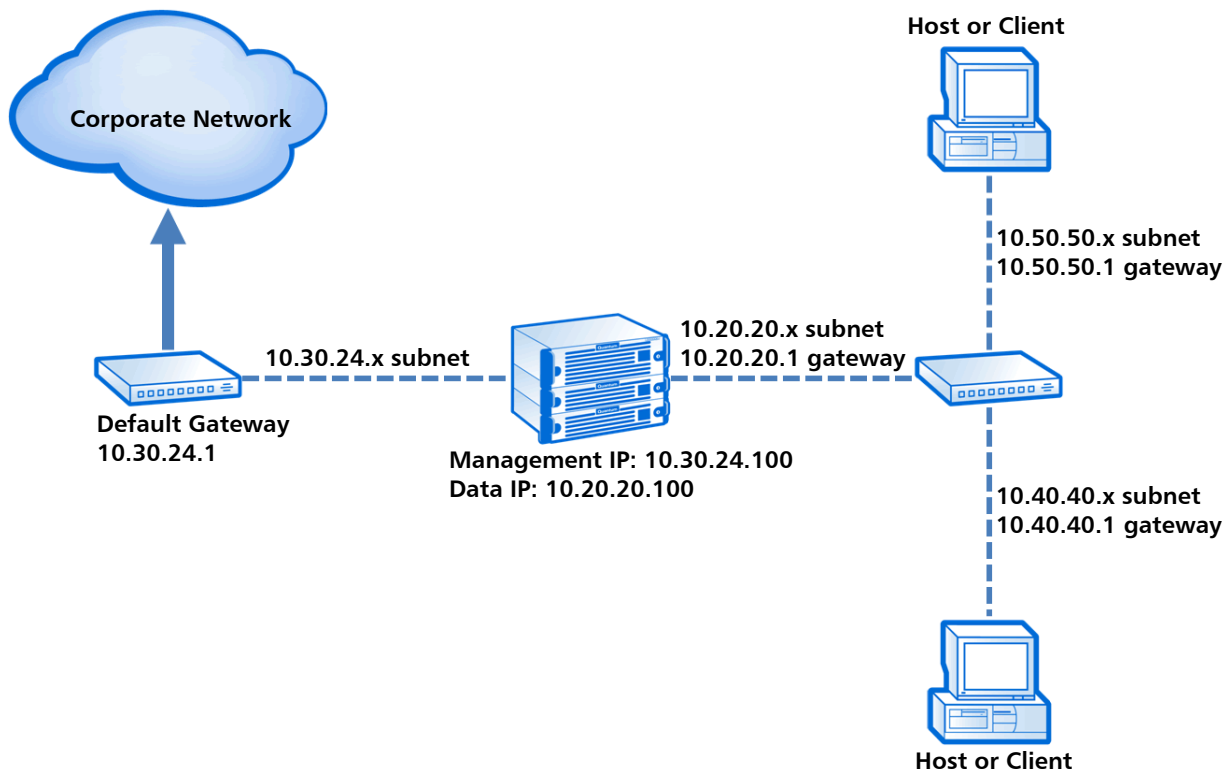 Host or Client
Corporate Network
10.50.50.x subnet
10.50.50.1 gateway
10.30.24.x subnet
10.20.20.x subnet
10.20.20.1 gateway
Default Gateway
10.30.24.1
Management IP: 10.30.24.100
Data IP: 10.20.20.100
10.40.40.x subnet
10.40.40.1 gateway
Host or Client